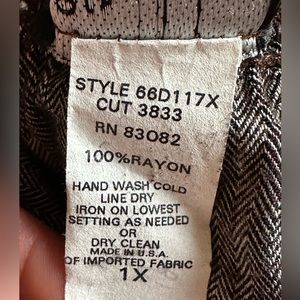 STYLE 66D117X
CUT 3833
RN 83082
100%RAYON
HAND WASH COLD
LINE DRY
IRON ON LOWEST
SETTING AS NEEDED
OR
DRY CLEAN
MADE IN U.S.A.
OF IMPORTED FABRIC
1X